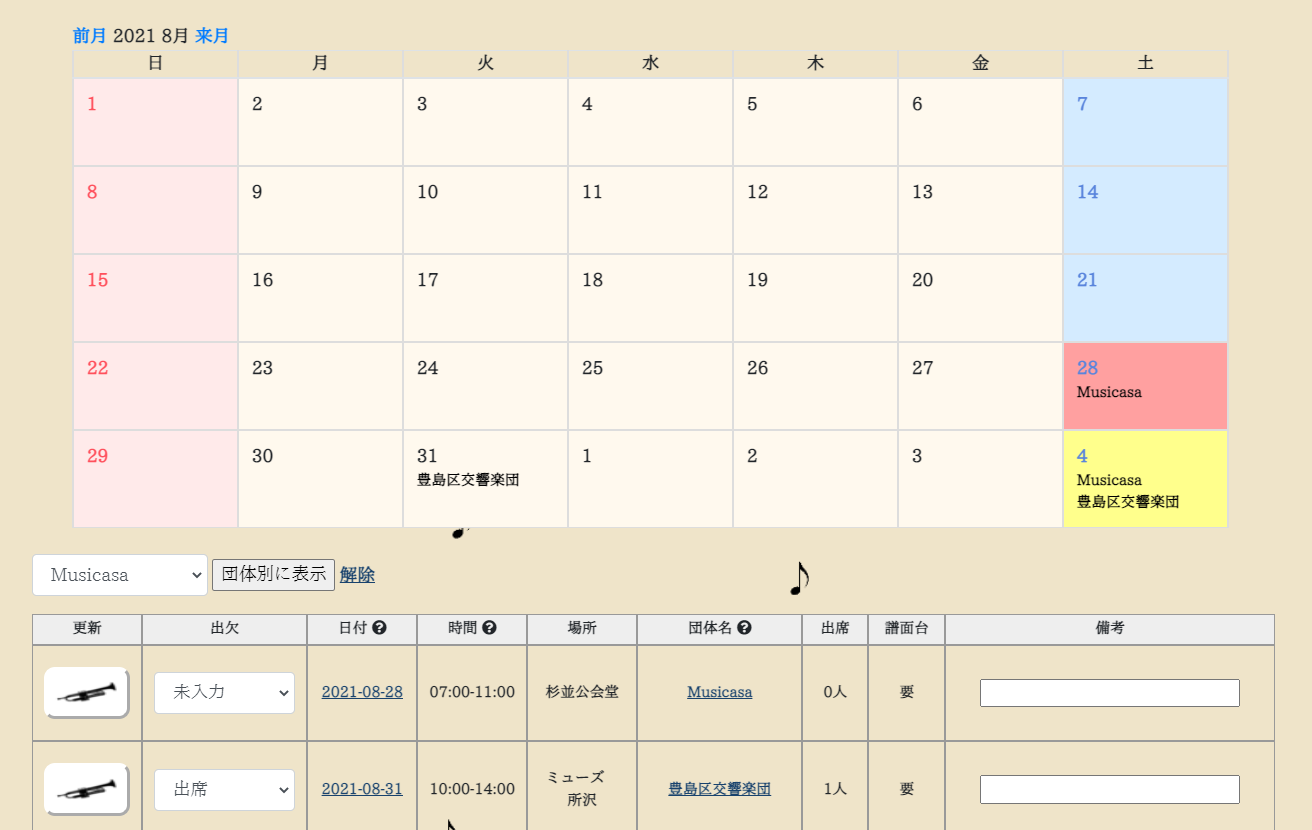 前月 2021 8月 来月
日 月 火 水 木 金 土
1 2 3 4 5 6 7
8 9 10 11 12 13 14
15 16 17 18 19 20 21
22 23 24 25 26 27 28
Musicasa
29 30 31 1 2 3 4
豊島区交響楽団 Musicasa
豊島区交響楽団
Musicasa 団体別に表示 解除
更新 出欠 日付 ? 時間 ? 場所 団体名 ? 出席 譜面台 備考
未入力 2021-08-28 07:00-11:00 杉並公会堂 Musicasa 0人 要
出席 2021-08-31 10:00-14:00 ミューズ 豊島区交響楽団 1人 要
所沢